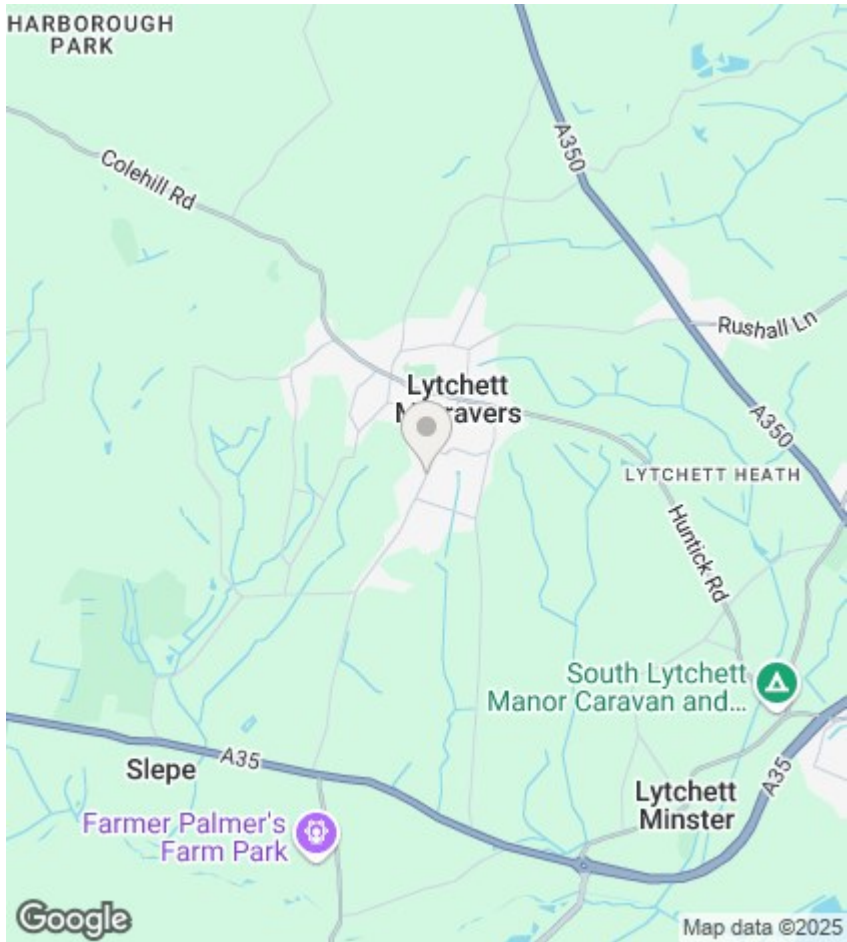 HARBOROUGH
PARK
A350
Colehill Rd
Rushall Ln
Lytchett
M ravers
A350
LYTCHETT HEATH
Huntick Rd
South Lytchett
Manor Caravan and...
A35
Slepe
A35
Lytchett
Minster
Farmer Palmer's
Farm Park
Google
Map data ©2025